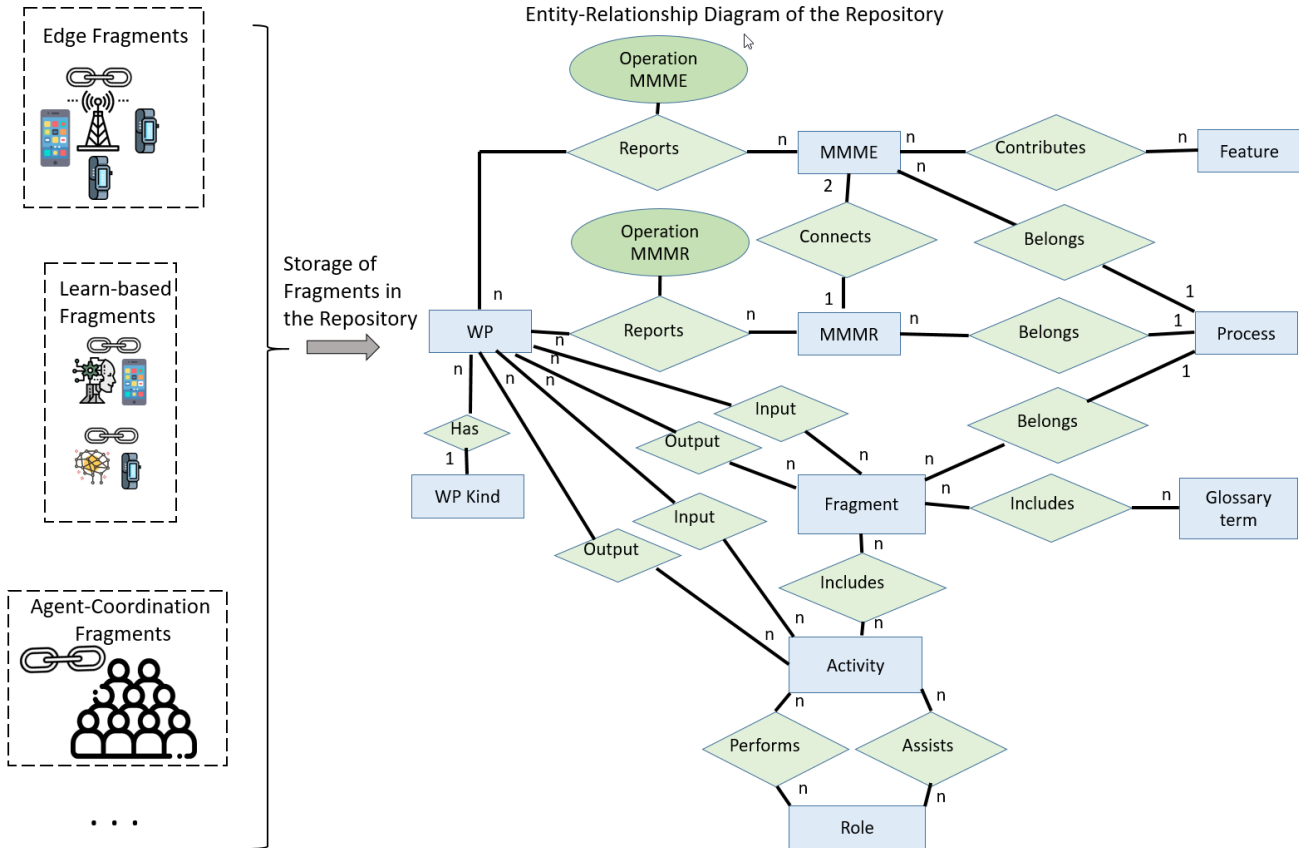 Entity-Relationship Diagram of the Repository
Edge Fragments
Learn-based
Fragments
Agent-Coordination
Fragments
. . .
Storage of
Fragments in
the Repository
Operation
MMME
Reports
n
n
MMME
n
Contributes
n
Feature
n
2
Operation
MMMR
Connects
Belongs
1
n
1
WP
n
Reports
n
MMMR
n
Belongs
1
Process
n
n
n
n
1
Has
1
WP Kind
Input
Output
n
n
Belongs
n
Fragment
n
Includes
n
Glossary
term
Input
Output
n
Includes
n
n
n
Activity
n
n
Performs
Assists
n
n
Role